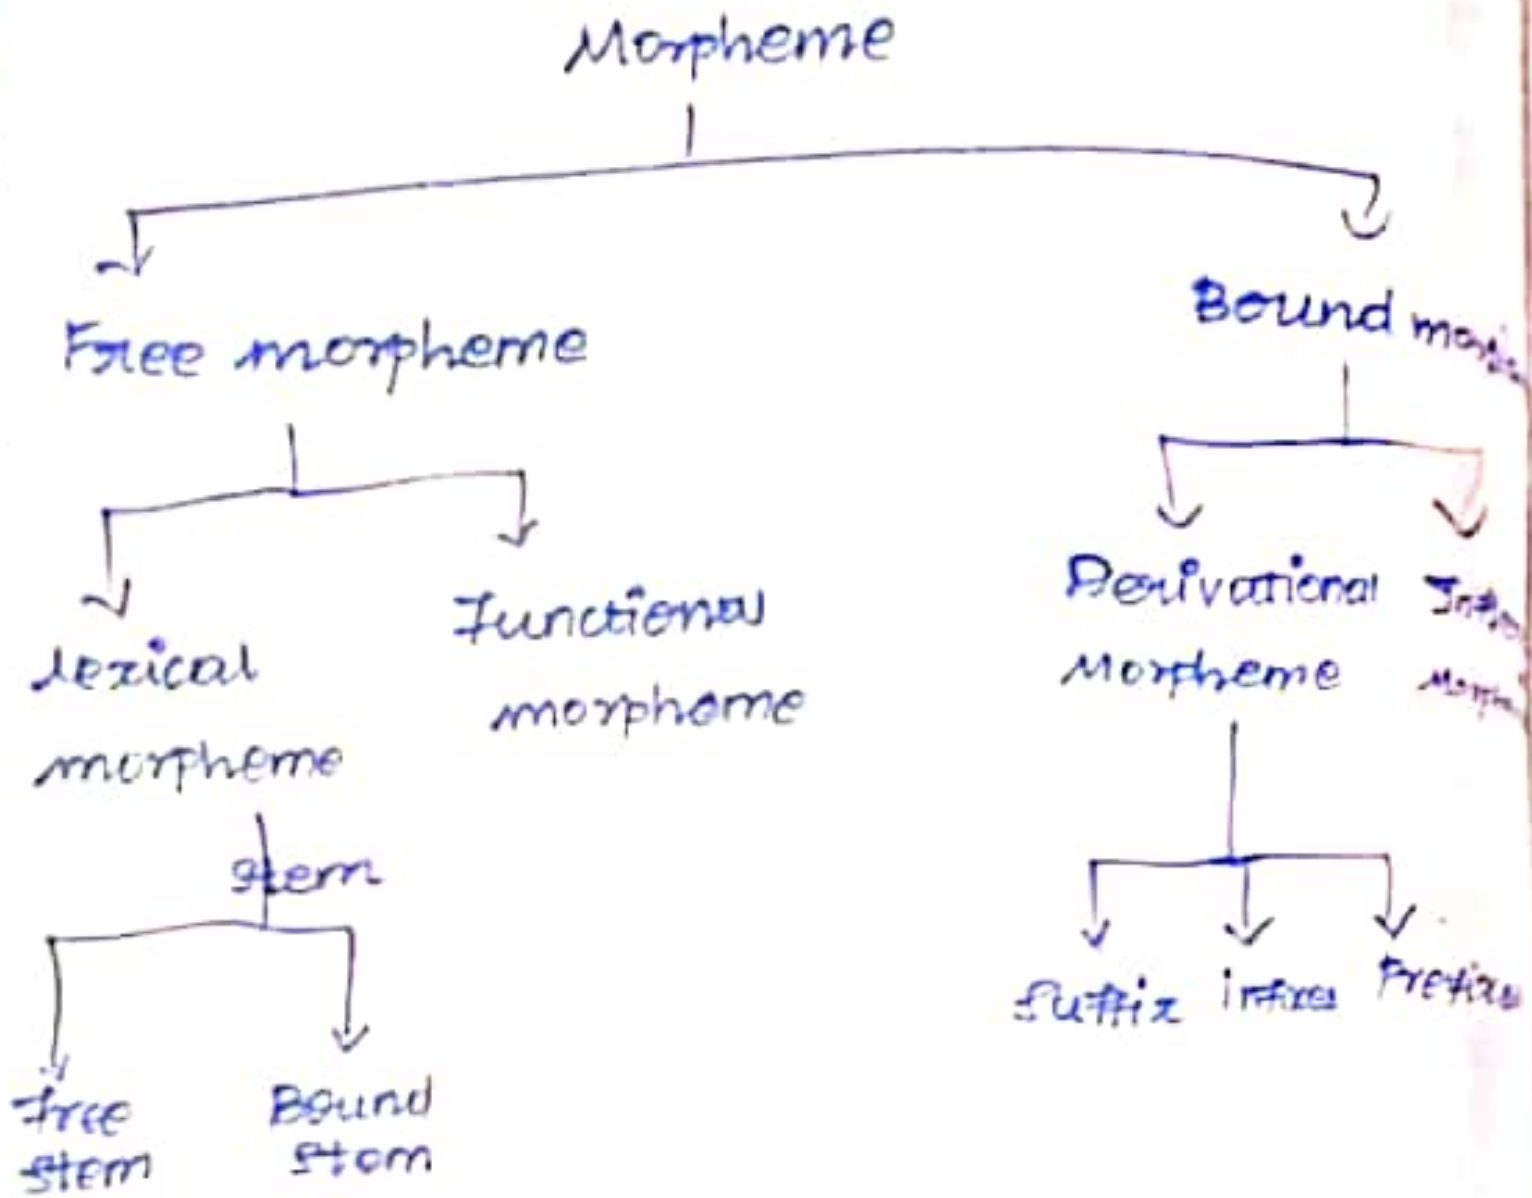 Morpheme
Free morpheme
Bound
Lexical
morpheme
Functional
morpheme
Derivational
Morpheme
stem
Free
stem
Bound
stem
Suffix
infixes
Prefixes